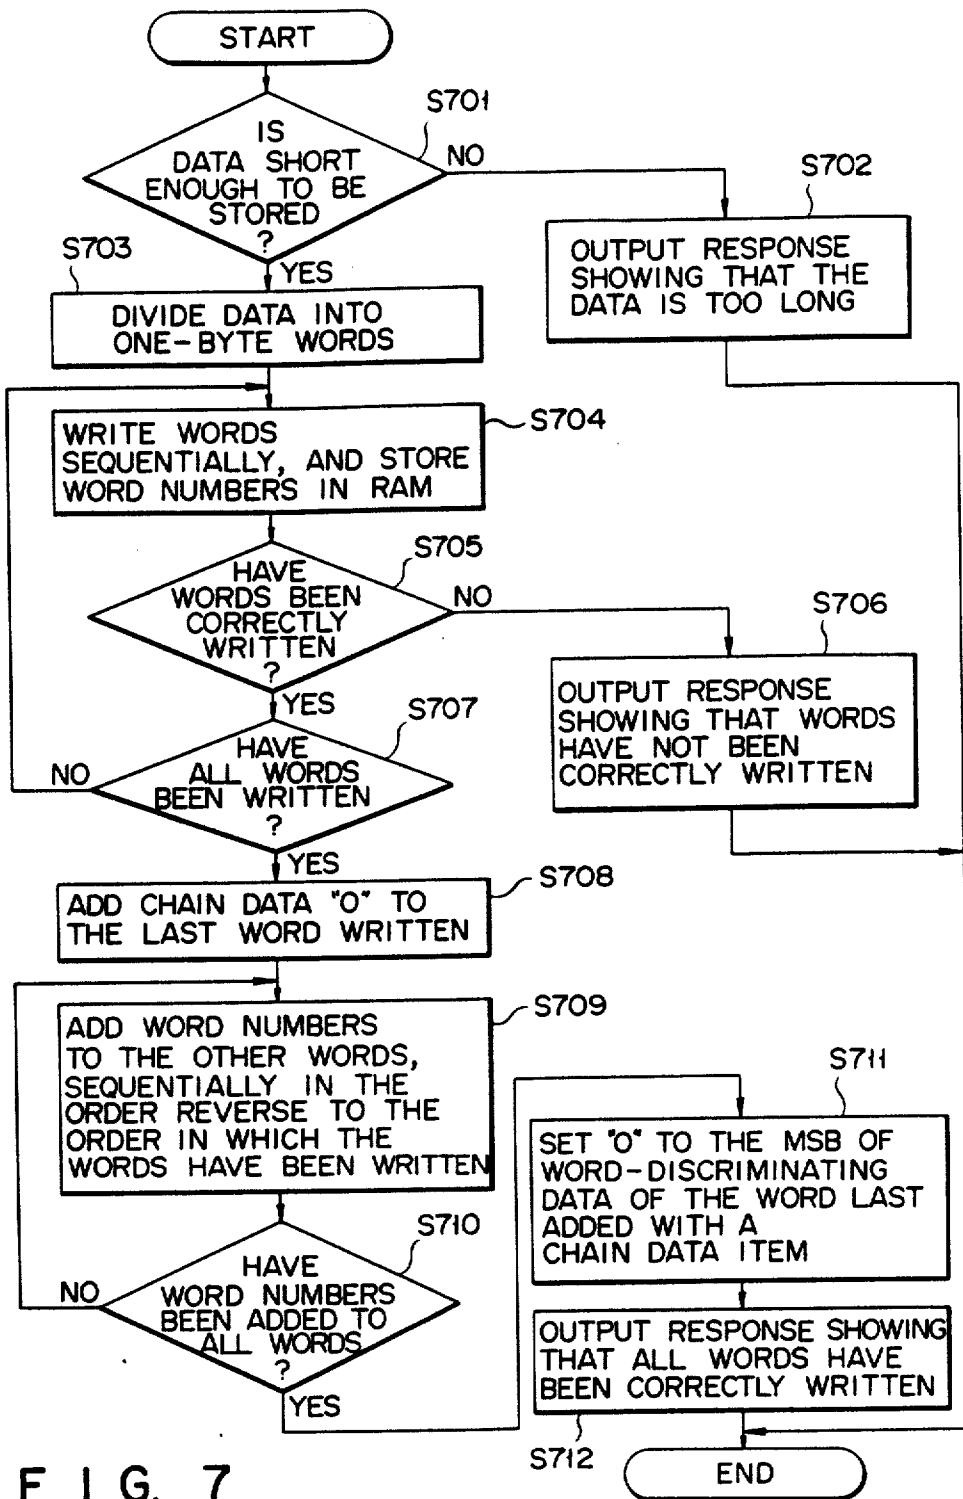 START
S701
IS
DATA SHORT
ENOUGH TO BE
STORED
?
NO
YES
S702
OUTPUT RESPONSE
SHOWING THAT THE
DATA IS TOO LONG
S703
DIVIDE DATA INTO
ONE-BYTE WORDS
S704
WRITE WORDS
SEQUENTIALLY, AND STORE
WORD NUMBERS IN RAM
S705
HAVE
WORDS BEEN
CORRECTLY
WRITTEN
?
NO
YES
S706
OUTPUT RESPONSE
SHOWING THAT WORDS
HAVE NOT BEEN
CORRECTLY WRITTEN
S707
HAVE
ALL WORDS
BEEN WRITTEN
?
NO
YES
S708
ADD CHAIN DATA "0" TO
THE LAST WORD WRITTEN
S709
ADD WORD NUMBERS
TO THE OTHER WORDS,
SEQUENTIALLY IN THE
ORDER REVERSE TO THE
ORDER IN WHICH THE
WORDS HAVE BEEN WRITTEN
S710
HAVE
WORD NUMBERS
BEEN ADDED TO
ALL WORDS
?
NO
YES
S711
SET "0" TO THE MSB OF
WORD-DISCRIMINATING
DATA OF THE WORD LAST
ADDED WITH A
CHAIN DATA ITEM
OUTPUT RESPONSE SHOWING
THAT ALL WORDS HAVE
BEEN CORRECTLY WRITTEN
S712
END
FIG. 7